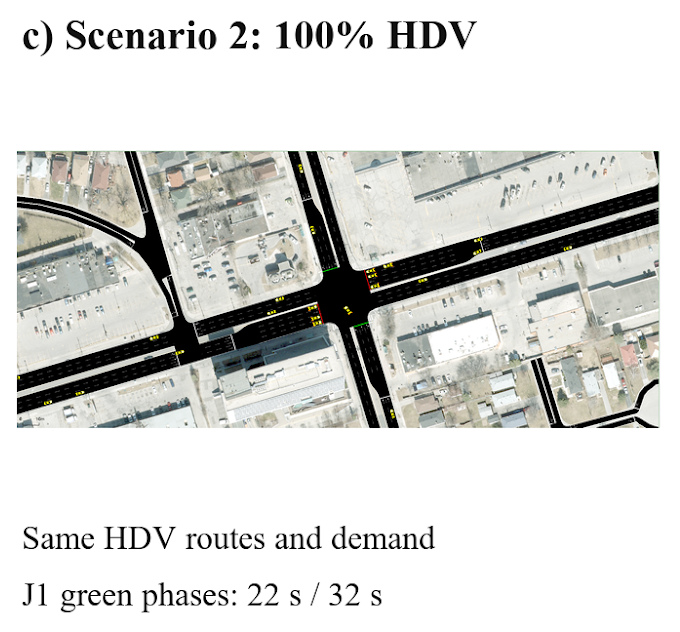 c) Scenario 2: 100% HDV
Same HDV routes and demand
J1 green phases: 22 s / 32 s